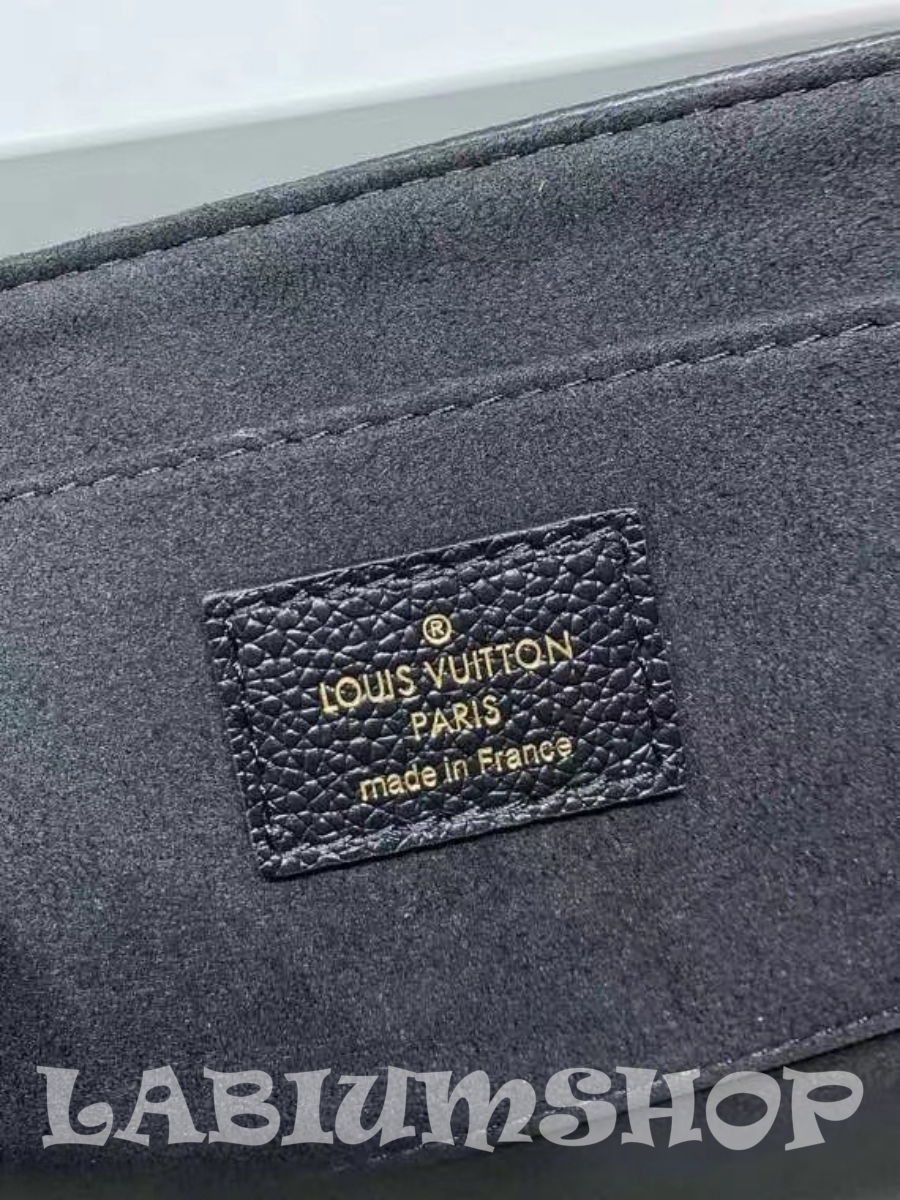 ®
LOUIS VUITTON
PARIS
made in France
LABIUMSHOP